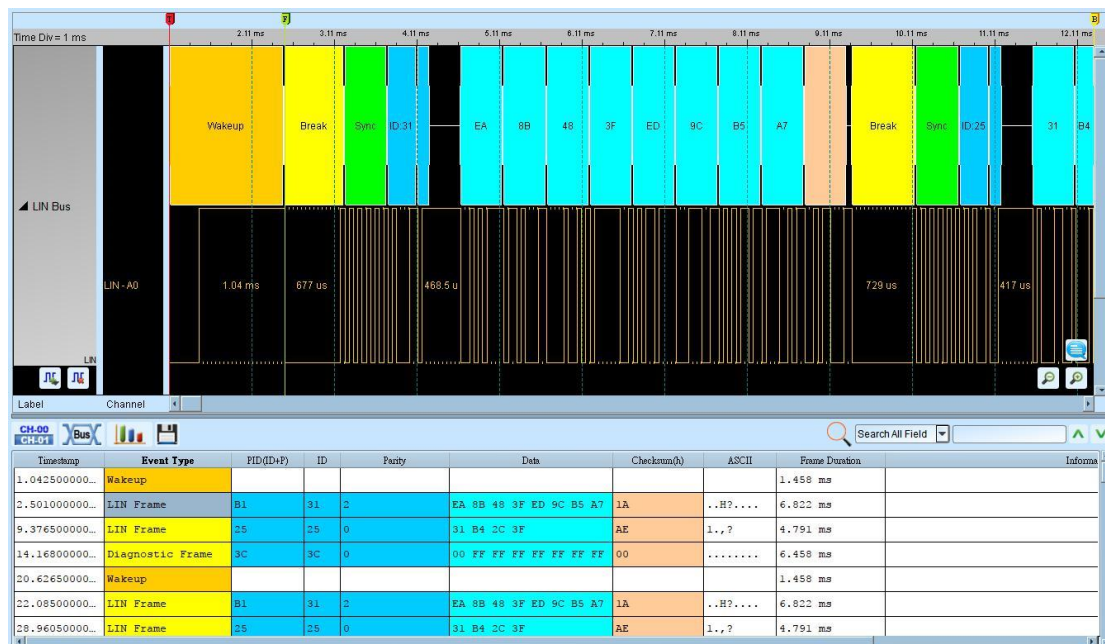 T F B
Time Div = 1 ms 2.11 ms 3.11 ms 4.11 ms 5.11 ms 6.11 ms 7.11 ms 8.11 ms 9.11 ms 10.11 ms 11.11 ms 12.11 ms
Wakeup Break Sync ID:31 EA 8B 48 3F ED 9C B5 A7 Break Sync ID:25 31 B4
LIN Bus
LIN - A0 1.04 ms 677 us 468.5 u 729 us 417 us
LIN
Label Channel
CH-00
CH-01 Bus Search All Field
Timestamp Event Type PID(ID+P) ID Parity Data Checksum(h) ASCII Frame Duration Informa
1.042500000... Wakeup 1.458 ms
2.501000000... LIN Frame B1 31 2 EA 8B 48 3F ED 9C B5 A7 1A ..H?.... 6.822 ms
9.376500000... LIN Frame 25 25 0 31 B4 2C 3F AE 1.,? 4.791 ms
14.16800000... Diagnostic Frame 3C 3C 0 00 FF FF FF FF FF FF FF 00 ........ 6.458 ms
20.62650000... Wakeup 1.458 ms
22.08500000... LIN Frame B1 31 2 EA 8B 48 3F ED 9C B5 A7 1A ..H?.... 6.822 ms
28.96050000... LIN Frame 25 25 0 31 B4 2C 3F AE 1.,? 4.791 ms